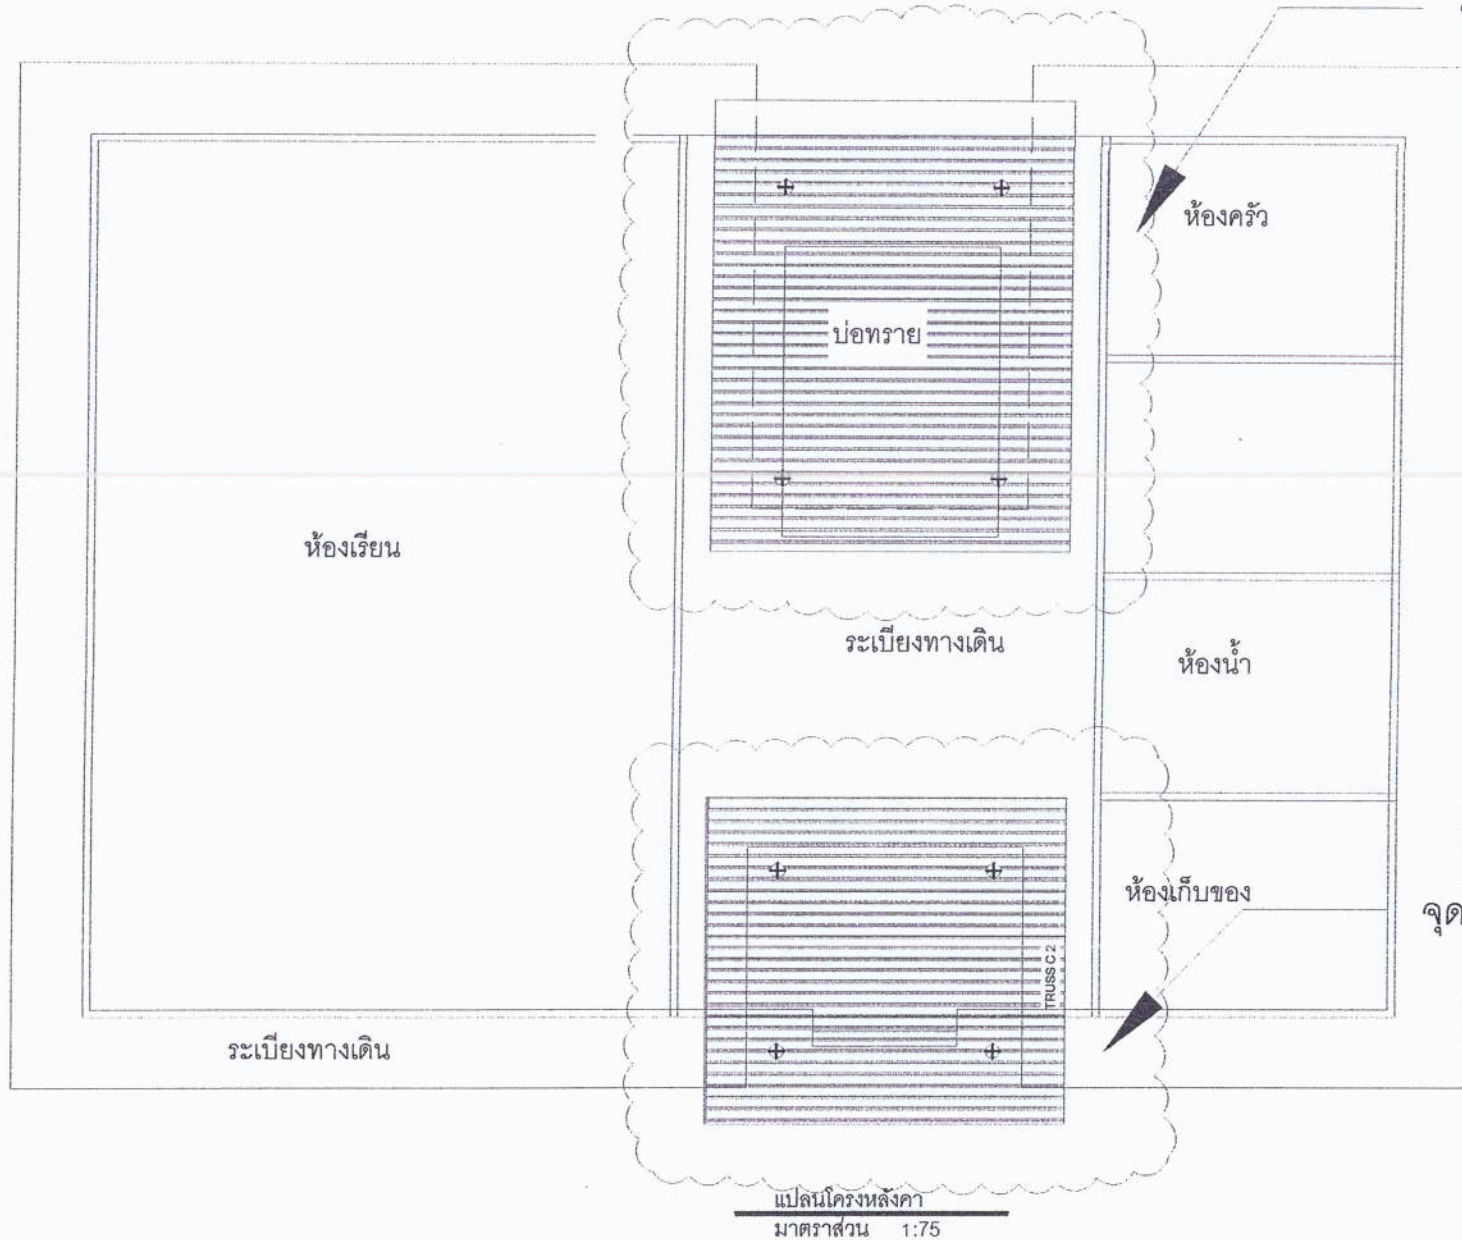 ห้องครัว
บ่อทราย
ห้องเรียน
ระเบียงทางเดิน
ห้องน้ำ
ห้องเก็บของ
จุด
TRUSS C 2
ระเบียงทางเดิน
แปลนโครงหลังคา
มาตราส่วน 1:75